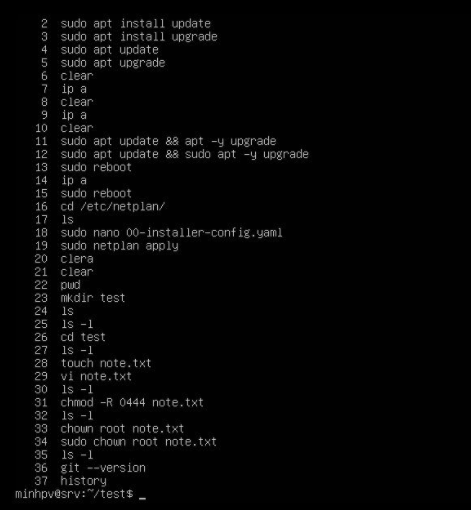 2 sudo apt install update
3 sudo apt install upgrade
4 sudo apt update
5 sudo apt upgrade
6 clear
7 ip a
8 clear
9 ip a
10 clear
11 sudo apt update && apt -y upgrade
12 sudo apt update && sudo apt -y upgrade
13 sudo reboot
14 ip a
15 sudo reboot
16 cd /etc/netplan/
17 ls
18 sudo nano 00-installer-config.yaml
19 sudo netplan apply
20 clera
21 clear
22 pwd
23 mkdir test
24 ls
25 ls -l
26 cd test
27 ls -l
28 touch note.txt
29 vi note.txt
30 ls -l
31 chmod -R 0444 note.txt
32 ls -l
33 chown root note.txt
34 sudo chown root note.txt
35 ls -l
36 git --version
37 history
minhpv@srv:~/test$ _